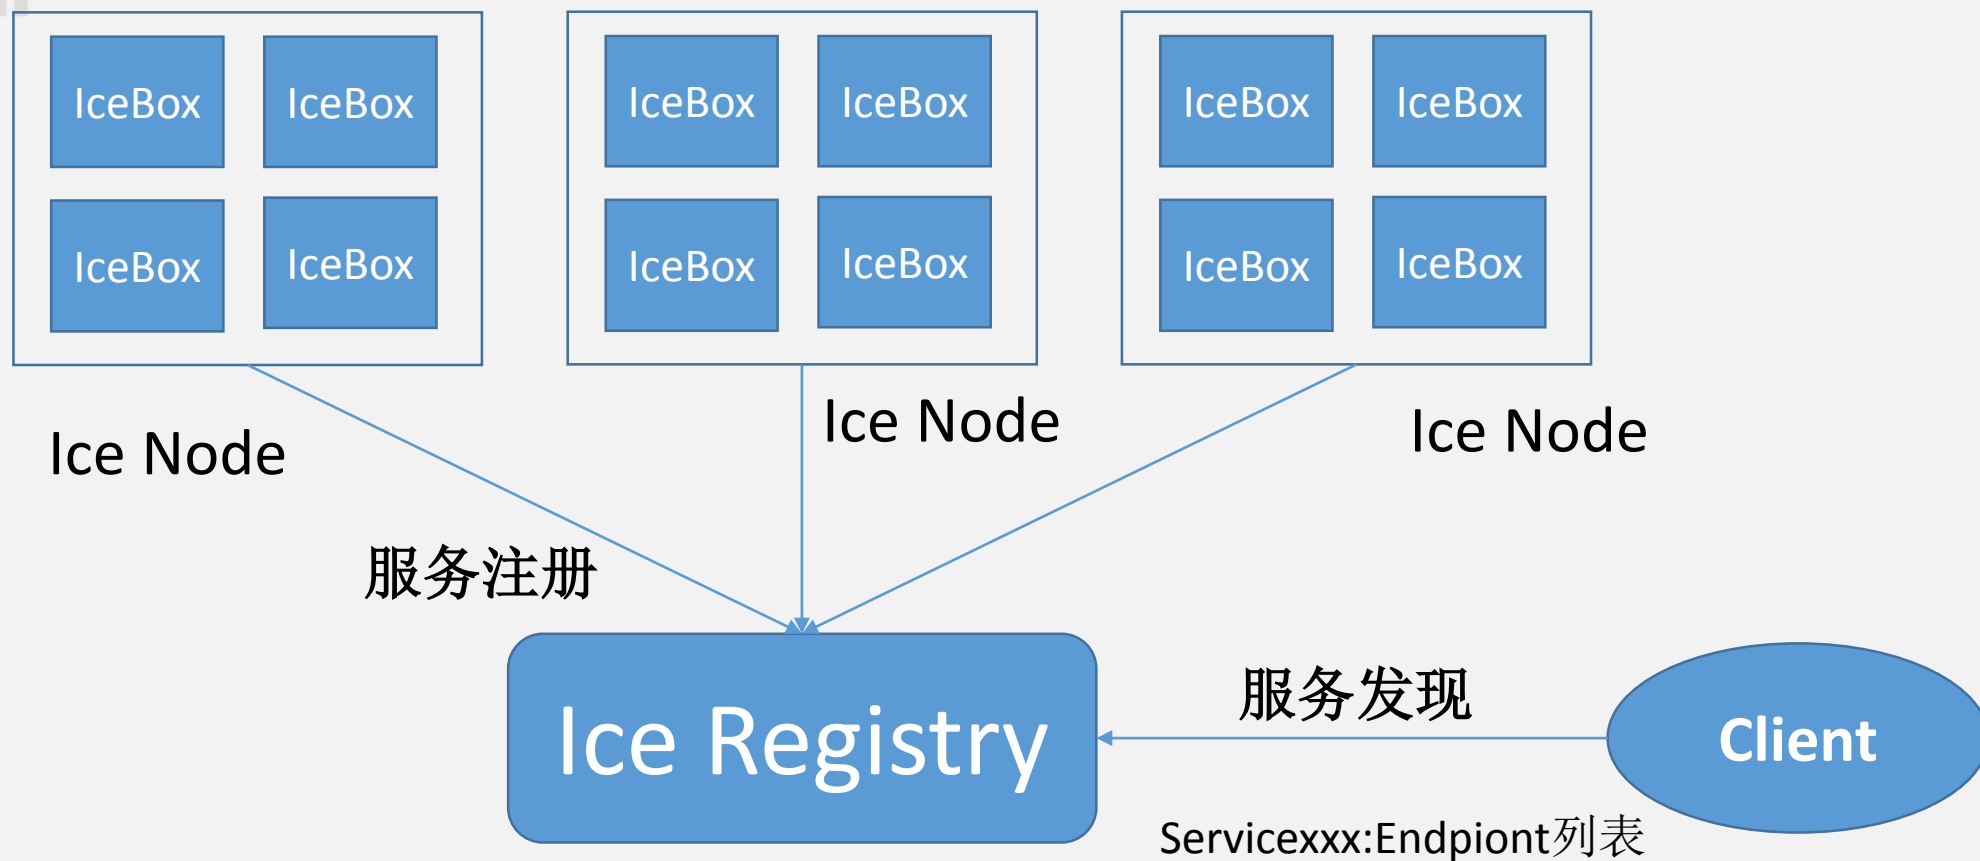 IceBox IceBox IceBox IceBox IceBox IceBox
IceBox IceBox IceBox IceBox IceBox IceBox
Ice Node Ice Node Ice Node
服务注册
服务发现
Ice Registry
Client
Servicexxx:Endpiont列表